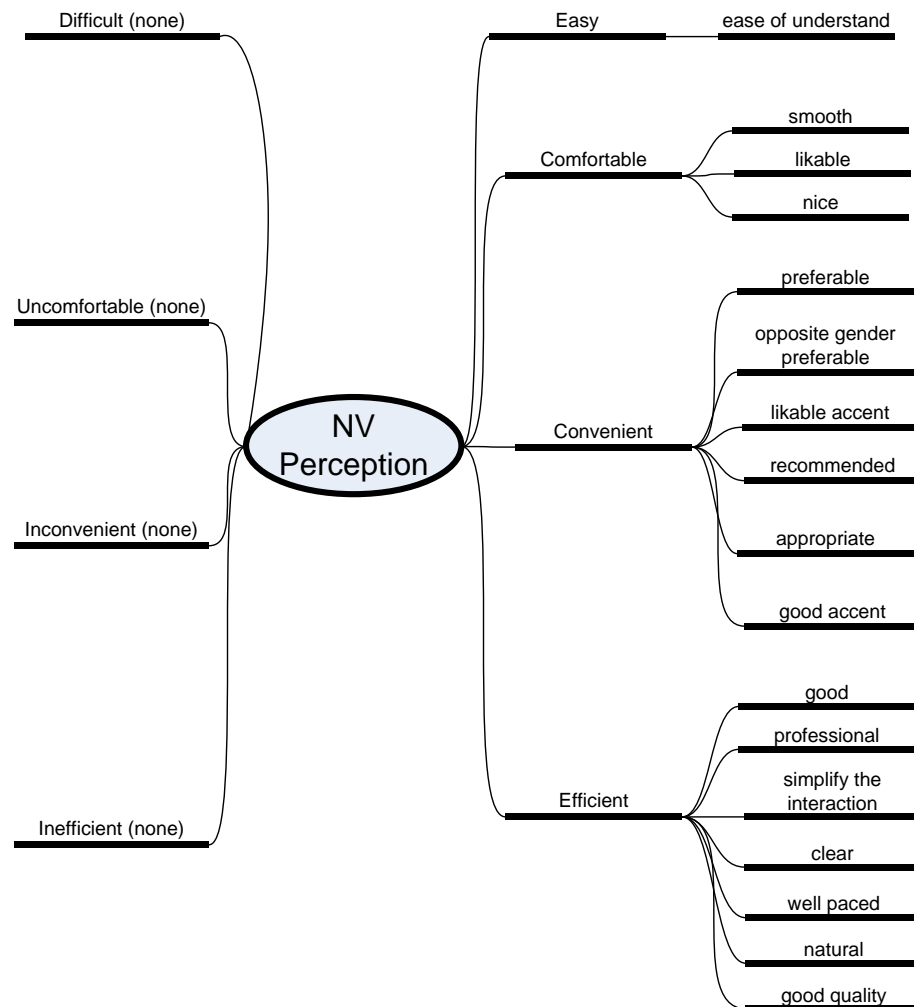 Difficult (none)
Uncomfortable (none)
Inconvenient (none)
Inefficient (none)
NV
Perception
Easy
ease of understand
Comfortable
smooth
likable
nice
Convenient
preferable
opposite gender
preferable
likable accent
recommended
appropriate
good accent
Efficient
good
professional
simplify the
interaction
clear
well paced
natural
good quality